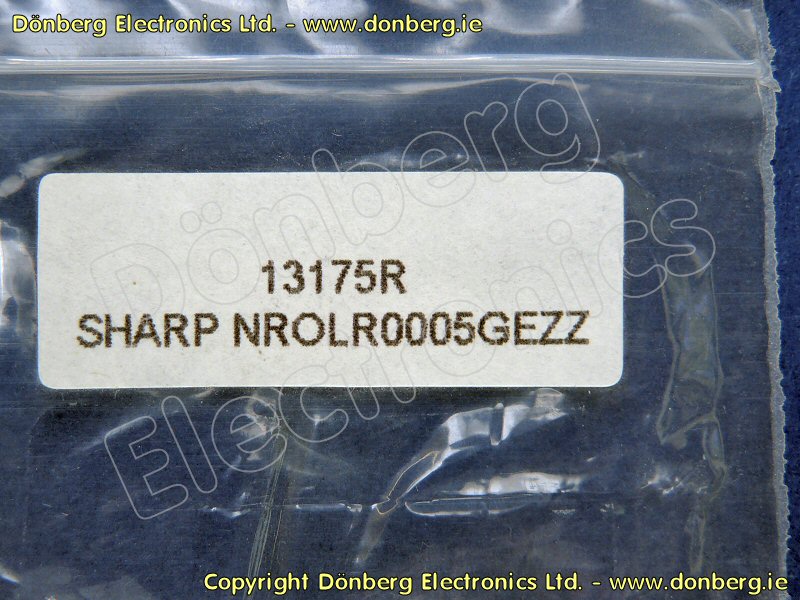 Dönberg Electronics Ltd. - www.donberg.ie
Dönberg
Electronics
13175R
SHARP NROLR0005GEZZ
Copyright Dönberg Electronics Ltd. - www.donberg.ie